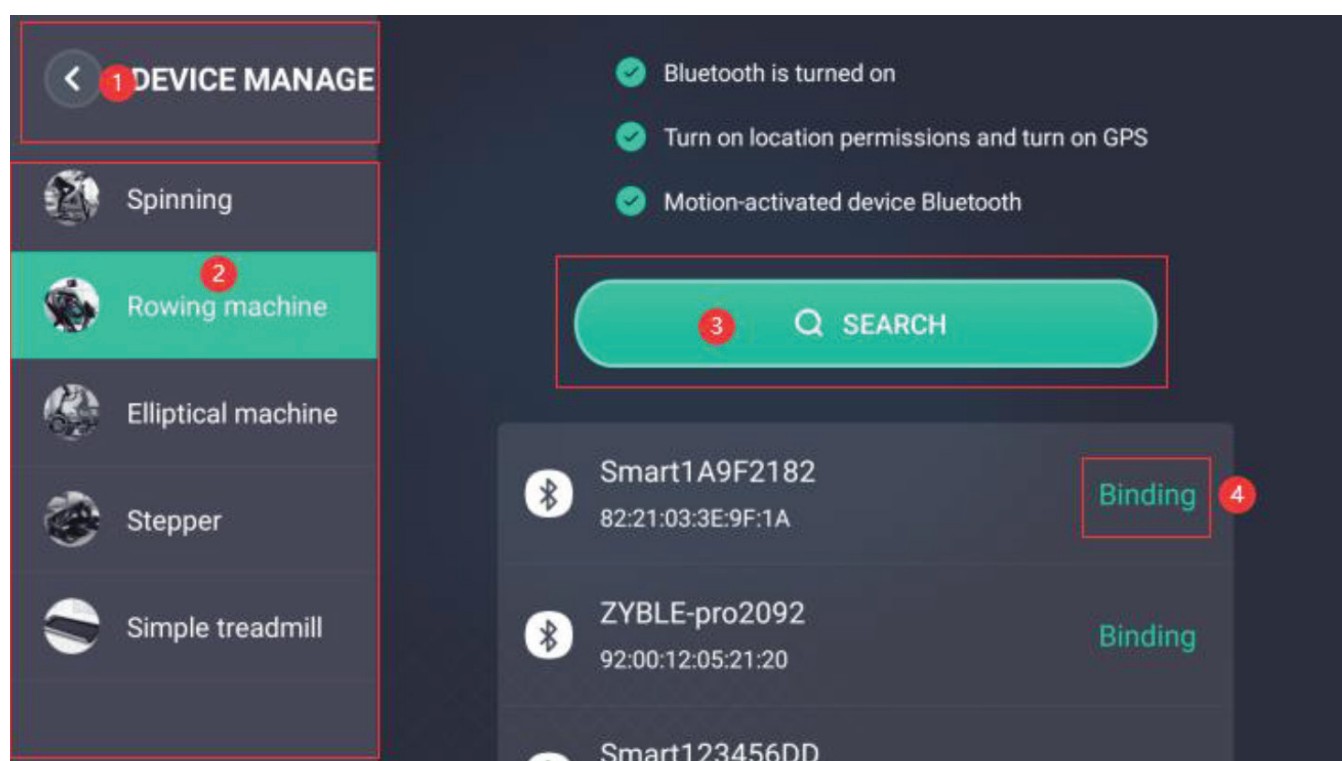 1 DEVICE MANAGE
Spinning
2
Rowing machine
Elliptical machine
Stepper
Simple treadmill
Bluetooth is turned on
Turn on location permissions and turn on GPS
Motion-activated device Bluetooth
3 SEARCH
Smart1A9F2182
82:21:03:3E:9F:1A
Binding 4
ZYBLE-pro2092
92:00:12:05:21:20
Binding
Smart123456DD